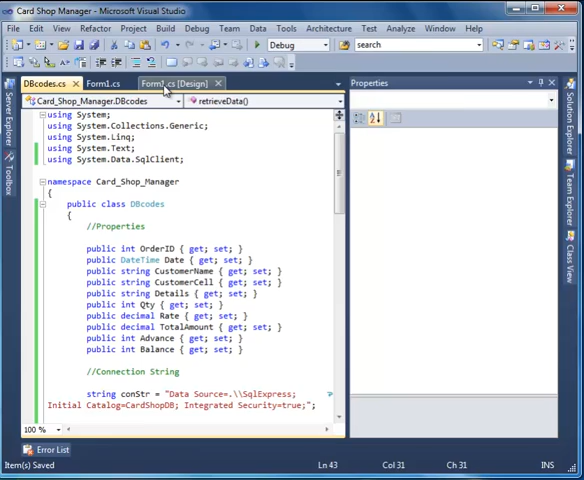 Card Shop Manager - Microsoft Visual Studio
File Edit View Refactor Project Build Debug Team Data Tools Architecture Test Analyze Window Help
Debug search
DBcodes.cs Form1.cs Form1.cs [Design] Properties
Card_Shop_Manager.DBcodes retrieveData()
using System;
using System.Collections.Generic;
using System.Linq;
using System.Text;
using System.Data.SqlClient;
namespace Card_Shop_Manager
{
public class DBcodes
{
//Properties
public int OrderID { get; set; }
public DateTime Date { get; set; }
public string CustomerName { get; set; }
public string CustomerCell { get; set; }
public string Details { get; set; }
public int Qty { get; set; }
public decimal Rate { get; set; }
public decimal TotalAmount { get; set; }
public int Advance { get; set; }
public int Balance { get; set; }
//Connection String
string conStr = "Data Source=.\\SqlExpress;
Initial Catalog=CardShopDB; Integrated Security=true;";
100 %
Server Explorer
Toolbox
Solution Explorer
Team Explorer
Class View
Error List
Item(s) Saved Ln 43 Col 31 Ch 31 INS